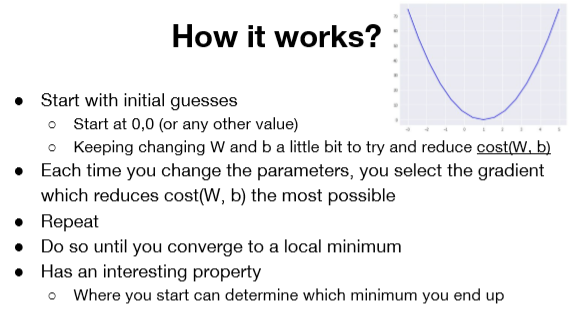 How it works?
● Start with initial guesses
○ Start at 0,0 (or any other value)
○ Keeping changing W and b a little bit to try and reduce cost(W, b)
● Each time you change the parameters, you select the gradient
which reduces cost(W, b) the most possible
● Repeat
● Do so until you converge to a local minimum
● Has an interesting property
○ Where you start can determine which minimum you end up